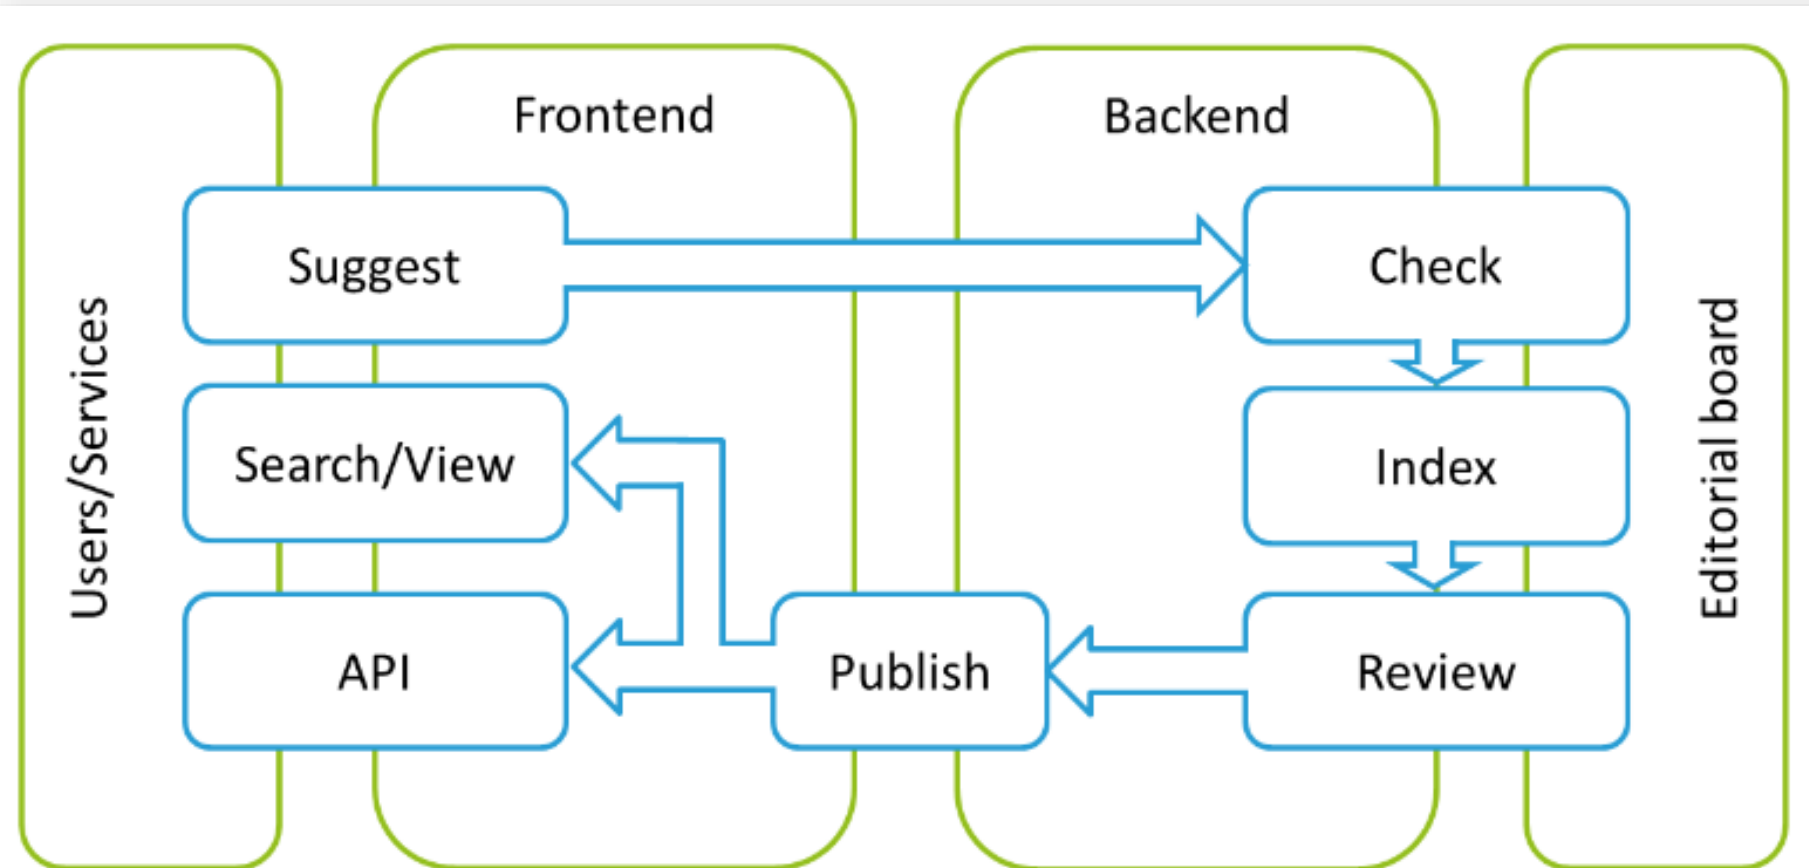 Frontend
Backend
Suggest
Check
Users/Services
Search/View
Index
Editorial board
API
Publish
Review